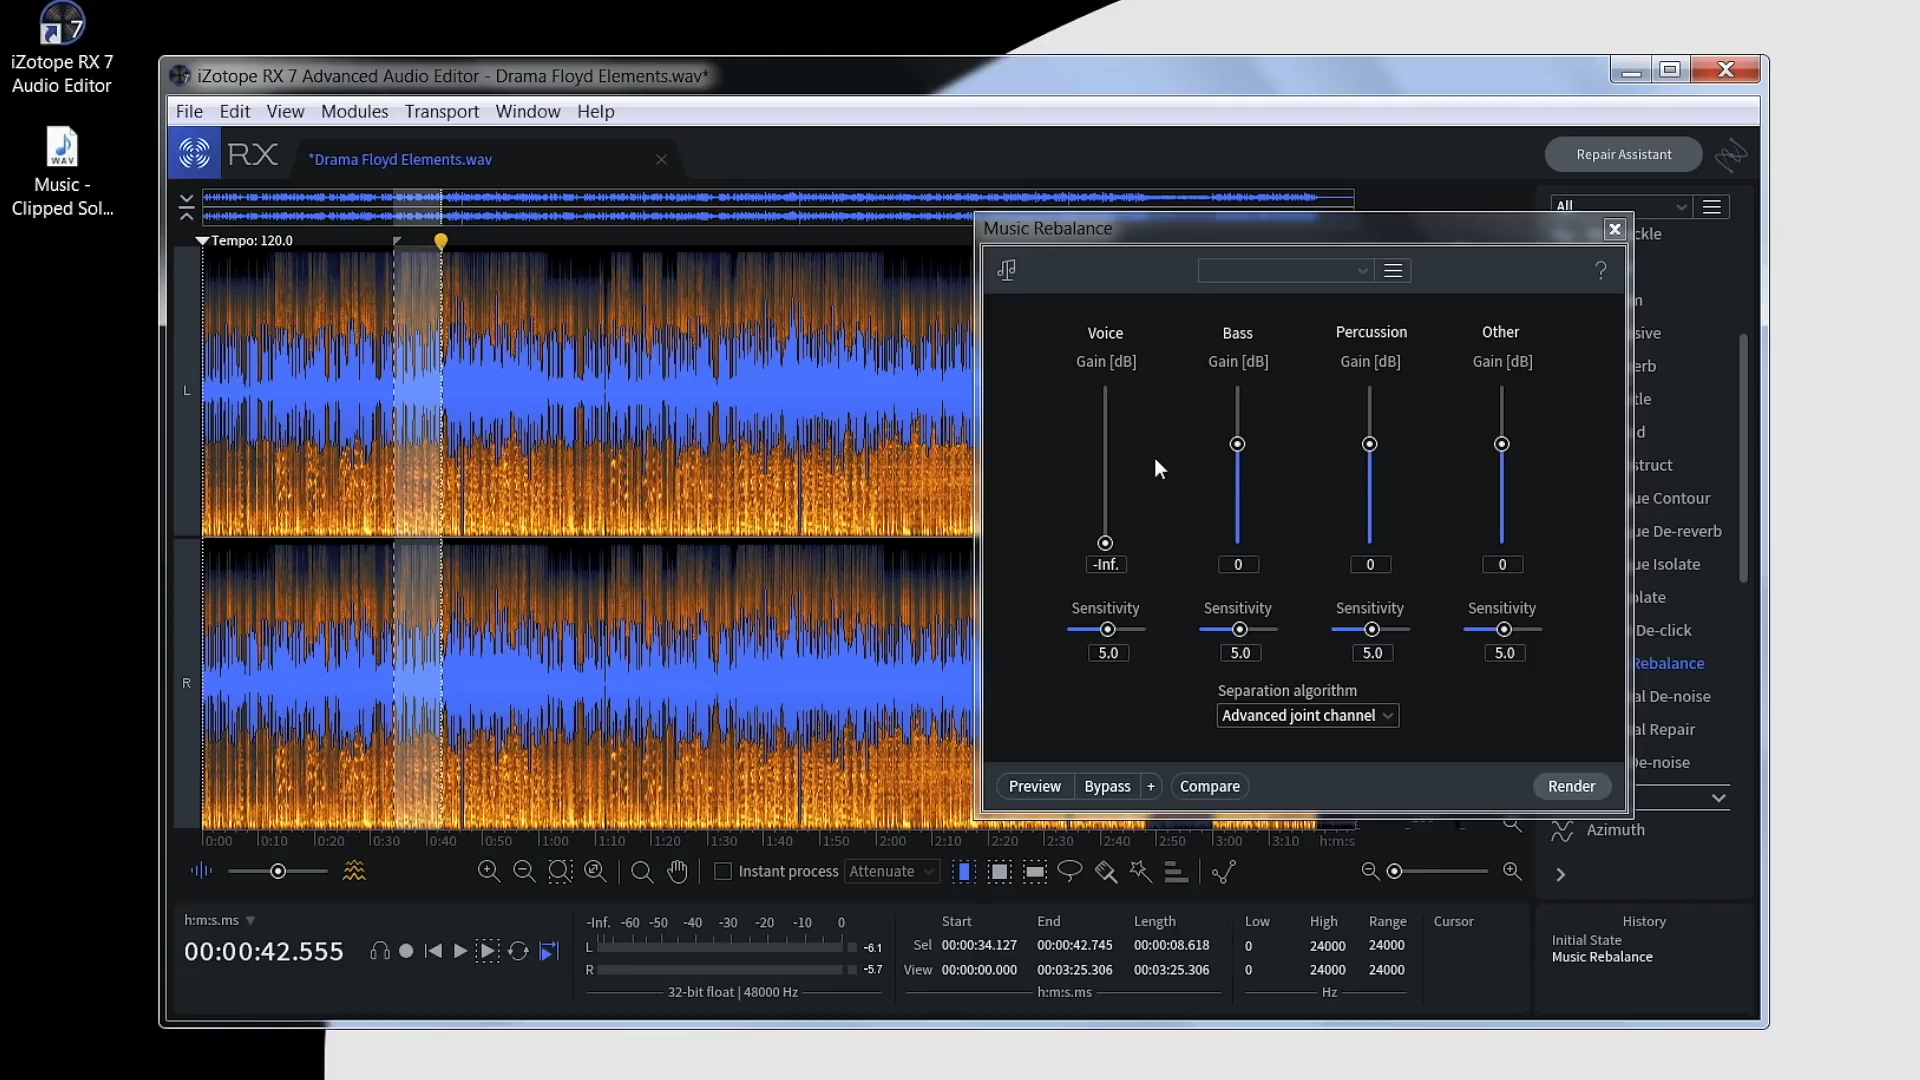 iZotope RX 7
Audio Editor
WAV
Music -
Clipped Sol...
iZotope RX 7 Advanced Audio Editor - Drama Floyd Elements.wav*
File Edit View Modules Transport Window Help
RX
*Drama Floyd Elements.wav
Repair Assistant
All
Tempo: 120.0
Music Rebalance
?
Voice Bass Percussion Other
Gain [dB] Gain [dB] Gain [dB] Gain [dB]
-Inf. 0 0 0
Sensitivity Sensitivity Sensitivity Sensitivity
5.0 5.0 5.0 5.0
Separation algorithm
Advanced joint channel
Preview Bypass + Compare Render
ckle
m
sive
erb
tle
d
struct
ue Contour
ue De-reverb
ue Isolate
olate
De-click
Rebalance
al De-noise
al Repair
De-noise
Azimuth
L
R
0:00 0:10 0:20 0:30 0:40 0:50 1:00 1:10 1:20 1:30 1:40 1:50 2:00 2:10 2:20 2:30 2:40 2:50 3:00 3:10 h:m:s
Instant process Attenuate
h:m:s.ms
00:00:42.555
-Inf. -60 -50 -40 -30 -20 -10 0
L -6.1
R -5.7
32-bit float | 48000 Hz
Start End Length
Sel 00:00:34.127 00:00:42.745 00:00:08.618
View 00:00:00.000 00:03:25.306 00:03:25.306
h:m:s.ms
Low High Range Cursor
0 24000 24000
0 24000 24000
Hz
History
Initial State
Music Rebalance